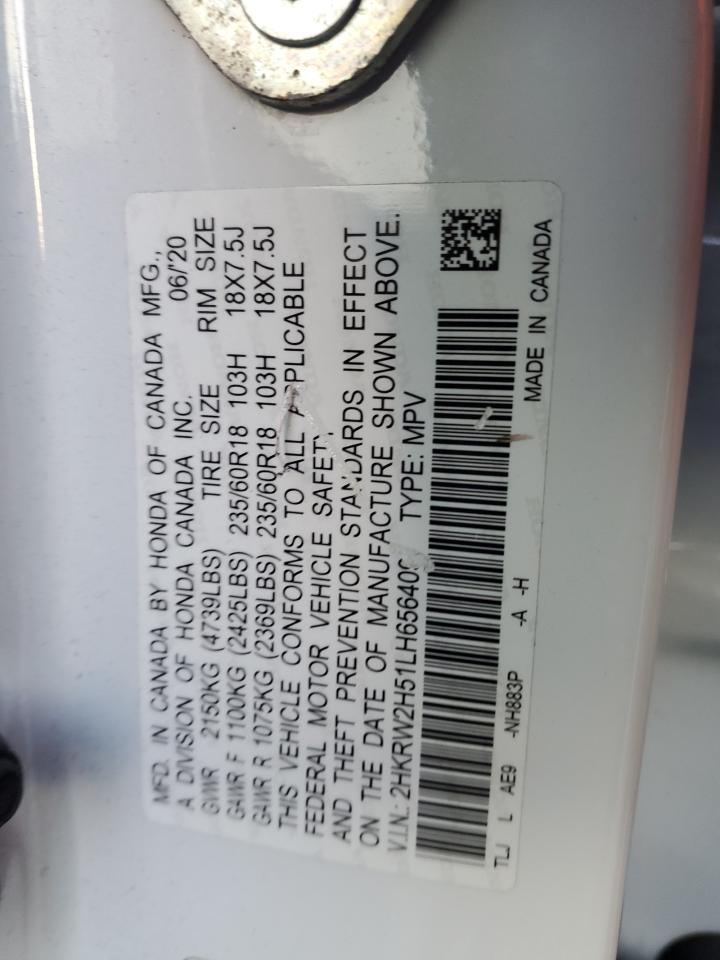 MFD. IN CANADA BY HONDA OF CANADA MFG.,
A DIVISION OF HONDA CANADA INC. 06/'20
GVWR 2150KG (4739LBS) TIRE SIZE RIM SIZE
GAWR F 1100KG (2425LBS) 235/60R18 103H 18X7.5J
GAWR R 1075KG (2369LBS) 235/60R18 103H 18X7.5J
THIS VEHICLE CONFORMS TO ALL APPLICABLE
FEDERAL MOTOR VEHICLE SAFETY
AND THEFT PREVENTION STANDARDS IN EFFECT
ON THE DATE OF MANUFACTURE SHOWN ABOVE.
V.I.N.: TYPE: MPV
TLJ L AE9 -NH883P -A -H MADE IN CANADA